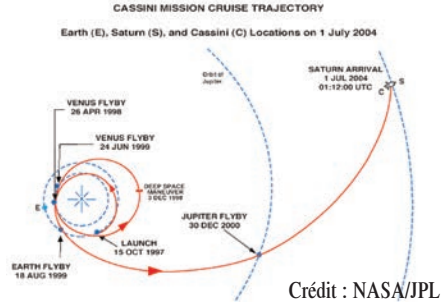 CASSINI MISSION CRUISE TRAJECTORY
Earth (E), Saturn (S), and Cassini (C) Locations on 1 July 2004
SATURN ARRIVAL
1 JUL 2004
01:12:00 UTC
S
C
Orbit of
Jupiter
VENUS FLYBY
26 APR 1998
VENUS FLYBY
24 JUN 1999
DEEP SPACE
MANEUVER
3 DEC 1998
E
LAUNCH
15 OCT 1997
JUPITER FLYBY
30 DEC 2000
EARTH FLYBY
18 AUG 1999
Crédit : NASA/JPL